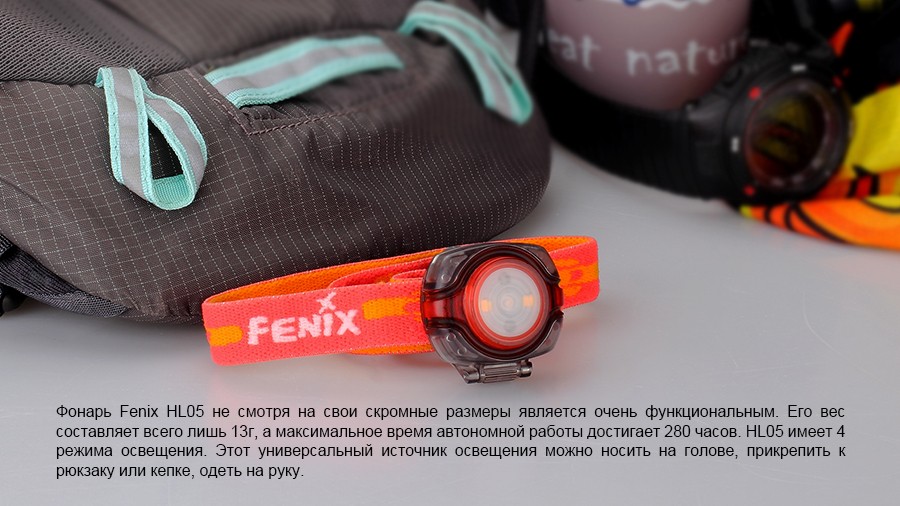 eat natur
FENIX
Фонарь Fenix HL05 не смотря на свои скромные размеры является очень функциональным. Его вес
составляет всего лишь 13г, а максимальное время автономной работы достигает 280 часов. HL05 имеет 4
режима освещения. Этот универсальный источник освещения можно носить на голове, прикрепить к
рюкзаку или кепке, одеть на руку.